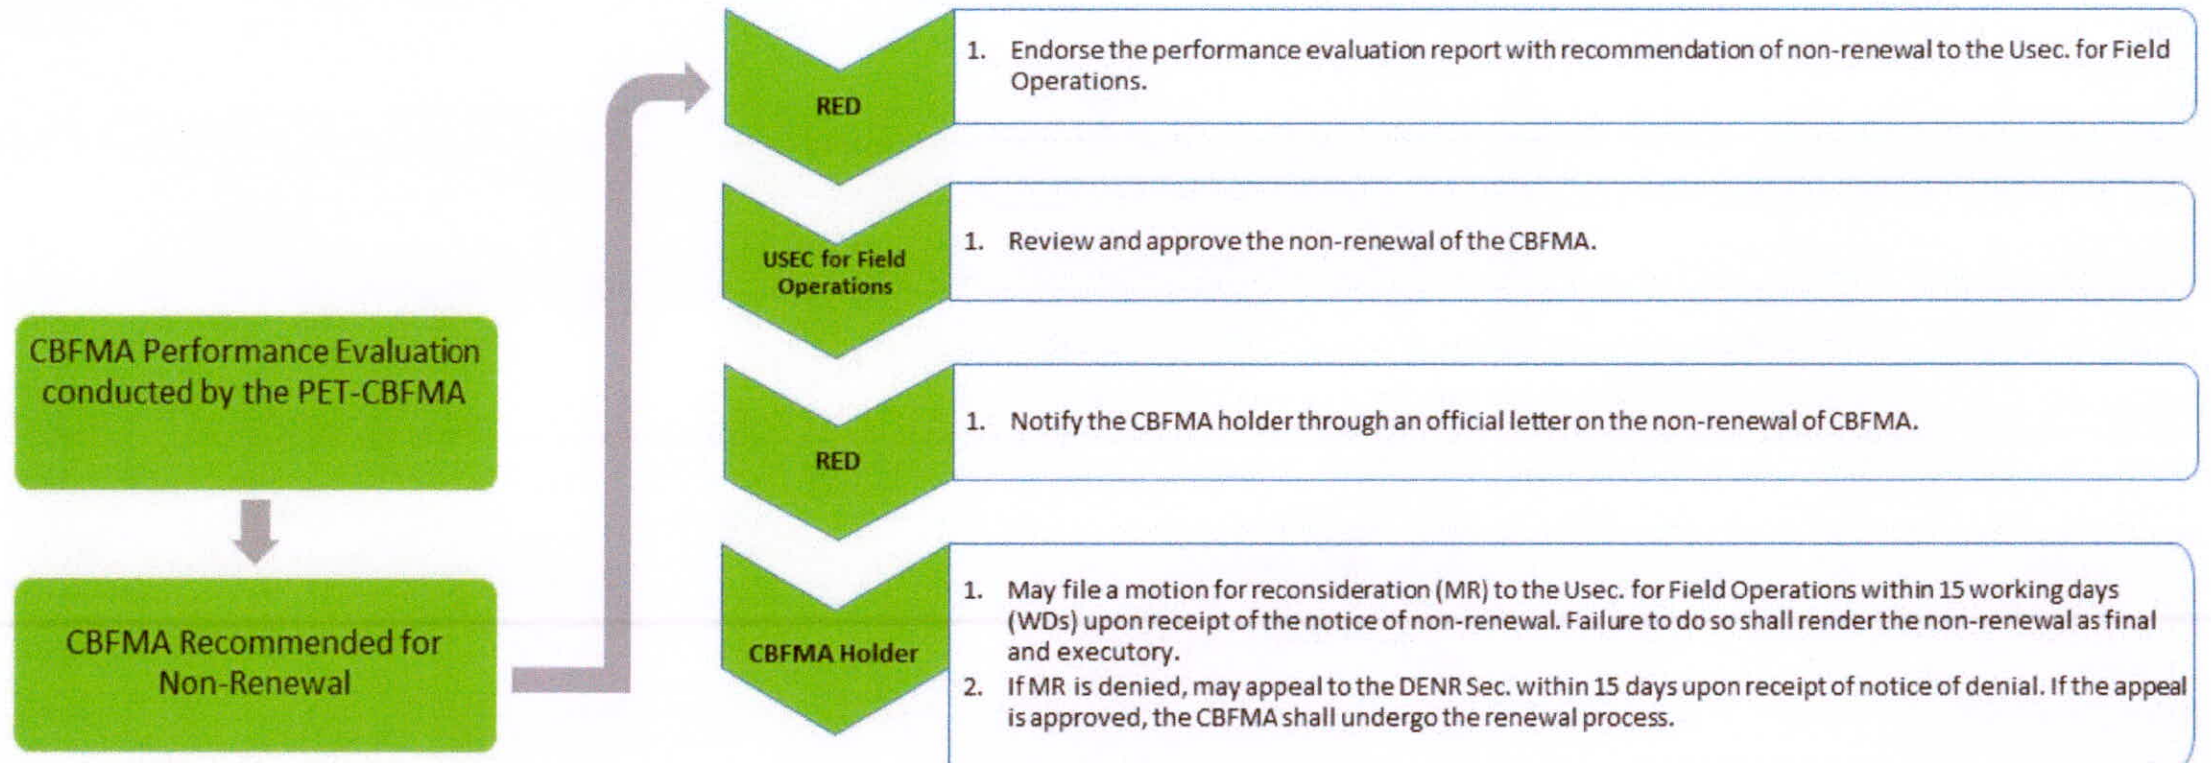 CBFMA Performance Evaluation
conducted by the PET-CBFMA
CBFMA Recommended for
Non-Renewal
RED
1. Endorse the performance evaluation report with recommendation of non-renewal to the Usec. for Field
Operations.
USEC for Field
Operations
1. Review and approve the non-renewal of the CBFMA.
RED
1. Notify the CBFMA holder through an official letter on the non-renewal of CBFMA.
CBFMA Holder
1. May file a motion for reconsideration (MR) to the Usec. for Field Operations within 15 working days
(WDs) upon receipt of the notice of non-renewal. Failure to do so shall render the non-renewal as final
and executory.
2. If MR is denied, may appeal to the DENR Sec. within 15 days upon receipt of notice of denial. If the appeal
is approved, the CBFMA shall undergo the renewal process.